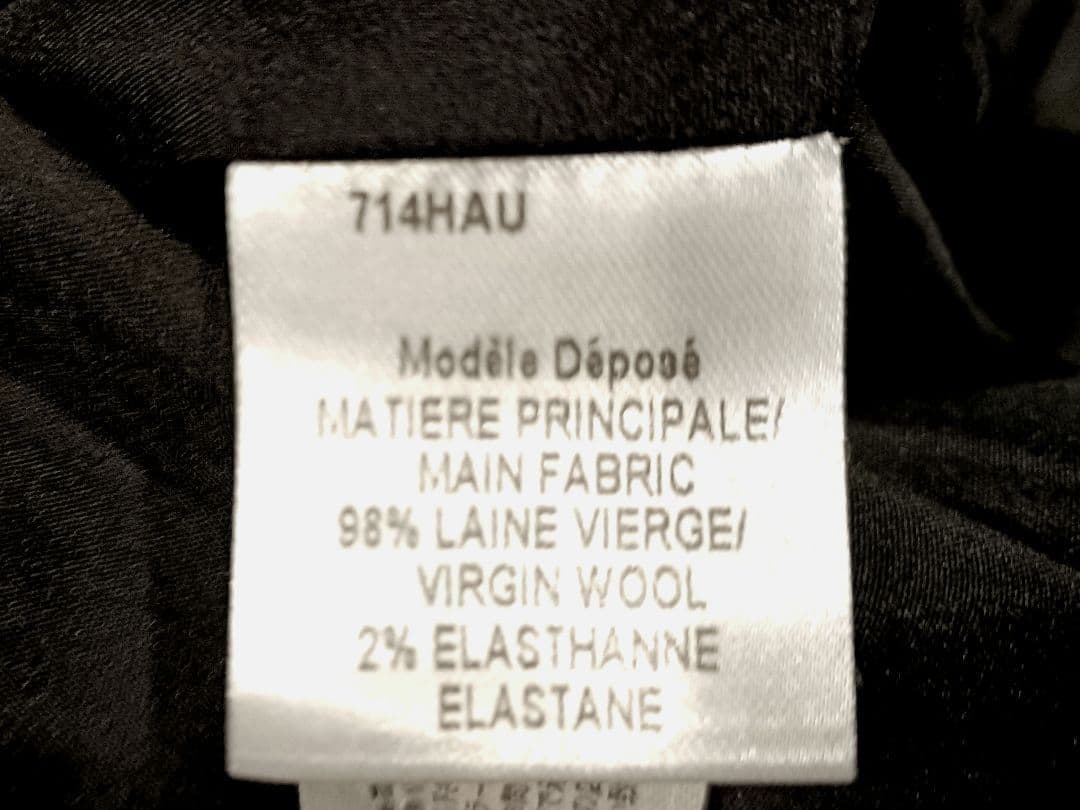 714HAU
Modèle Déposé
MATIERE PRINCIPALE/
MAIN FABRIC
98% LAINE VIERGE/
VIRGIN WOOL
2% ELASTHANNE
ELASTANE